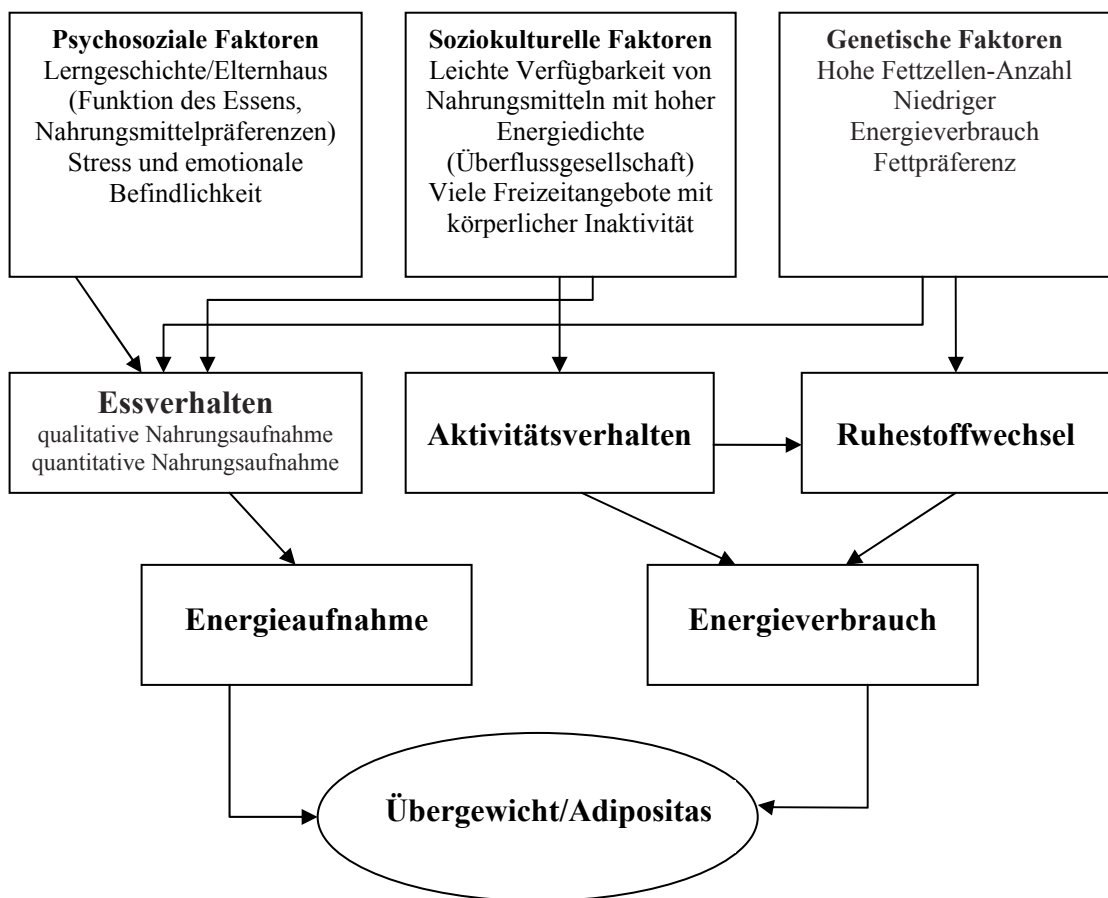 Psychosoziale Faktoren
Lerngeschichte/Elternhaus
(Funktion des Essens,
Nahrungsmittelpräferenzen)
Stress und emotionale
Befindlichkeit
Soziokulturelle Faktoren
Leichte Verfügbarkeit von
Nahrungsmitteln mit hoher
Energiedichte
(Überflussgesellschaft)
Viele Freizeitangebote mit
körperlicher Inaktivität
Genetische Faktoren
Hohe Fettzellen-Anzahl
Niedriger
Energieverbrauch
Fettpräferenz
Essverhalten
qualitative Nahrungsaufnahme
quantitative Nahrungsaufnahme
Aktivitätsverhalten
Ruhestoffwechsel
Energieaufnahme
Energieverbrauch
Übergewicht/Adipositas